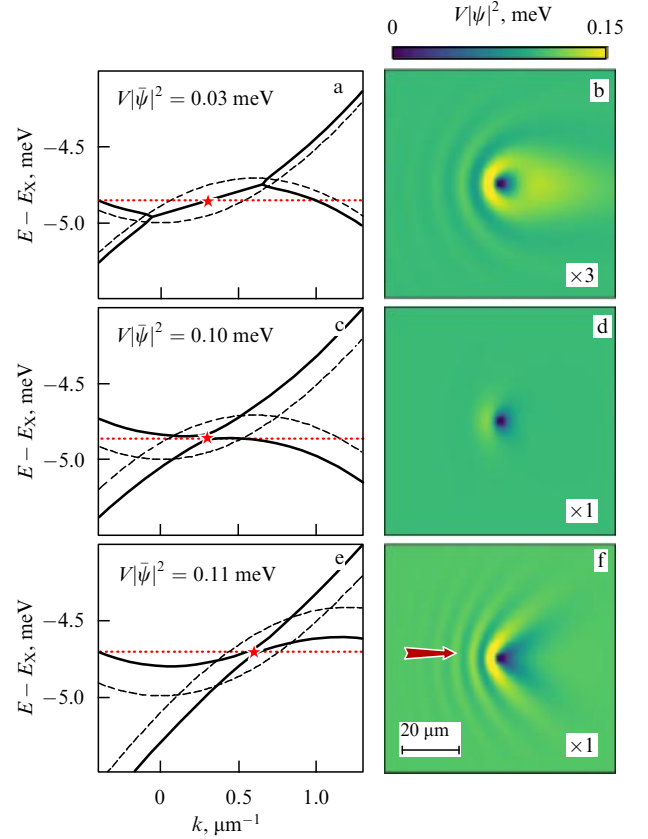 V|ψ|², meV
0 0.15
a
V|ψ̄|² = 0.03 meV
E − E_X, meV
−4.5
−5.0
b
×3
c
V|ψ̄|² = 0.10 meV
E − E_X, meV
−4.5
−5.0
d
×1
e
V|ψ̄|² = 0.11 meV
E − E_X, meV
−4.5
−5.0
0 0.5 1.0
k, μm⁻¹
f
20 μm
×1